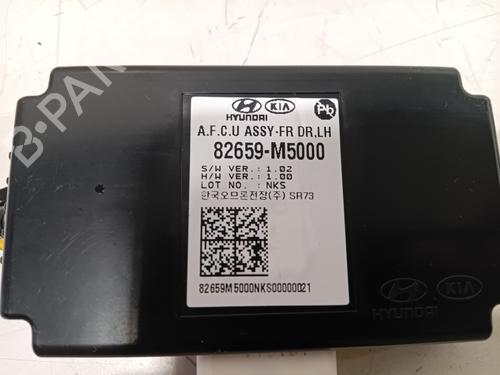 HYUNDAI KIA Pb
A.F.C.U ASSY-FR DR,LH
82659-M5000
S/W VER. : 1.02
H/W VER. : 1.00
LOT NO. : NKS
한국오므론전장(주) SR73
82659M5000NKS00000021
HYUNDAI KIA
B-PARTS